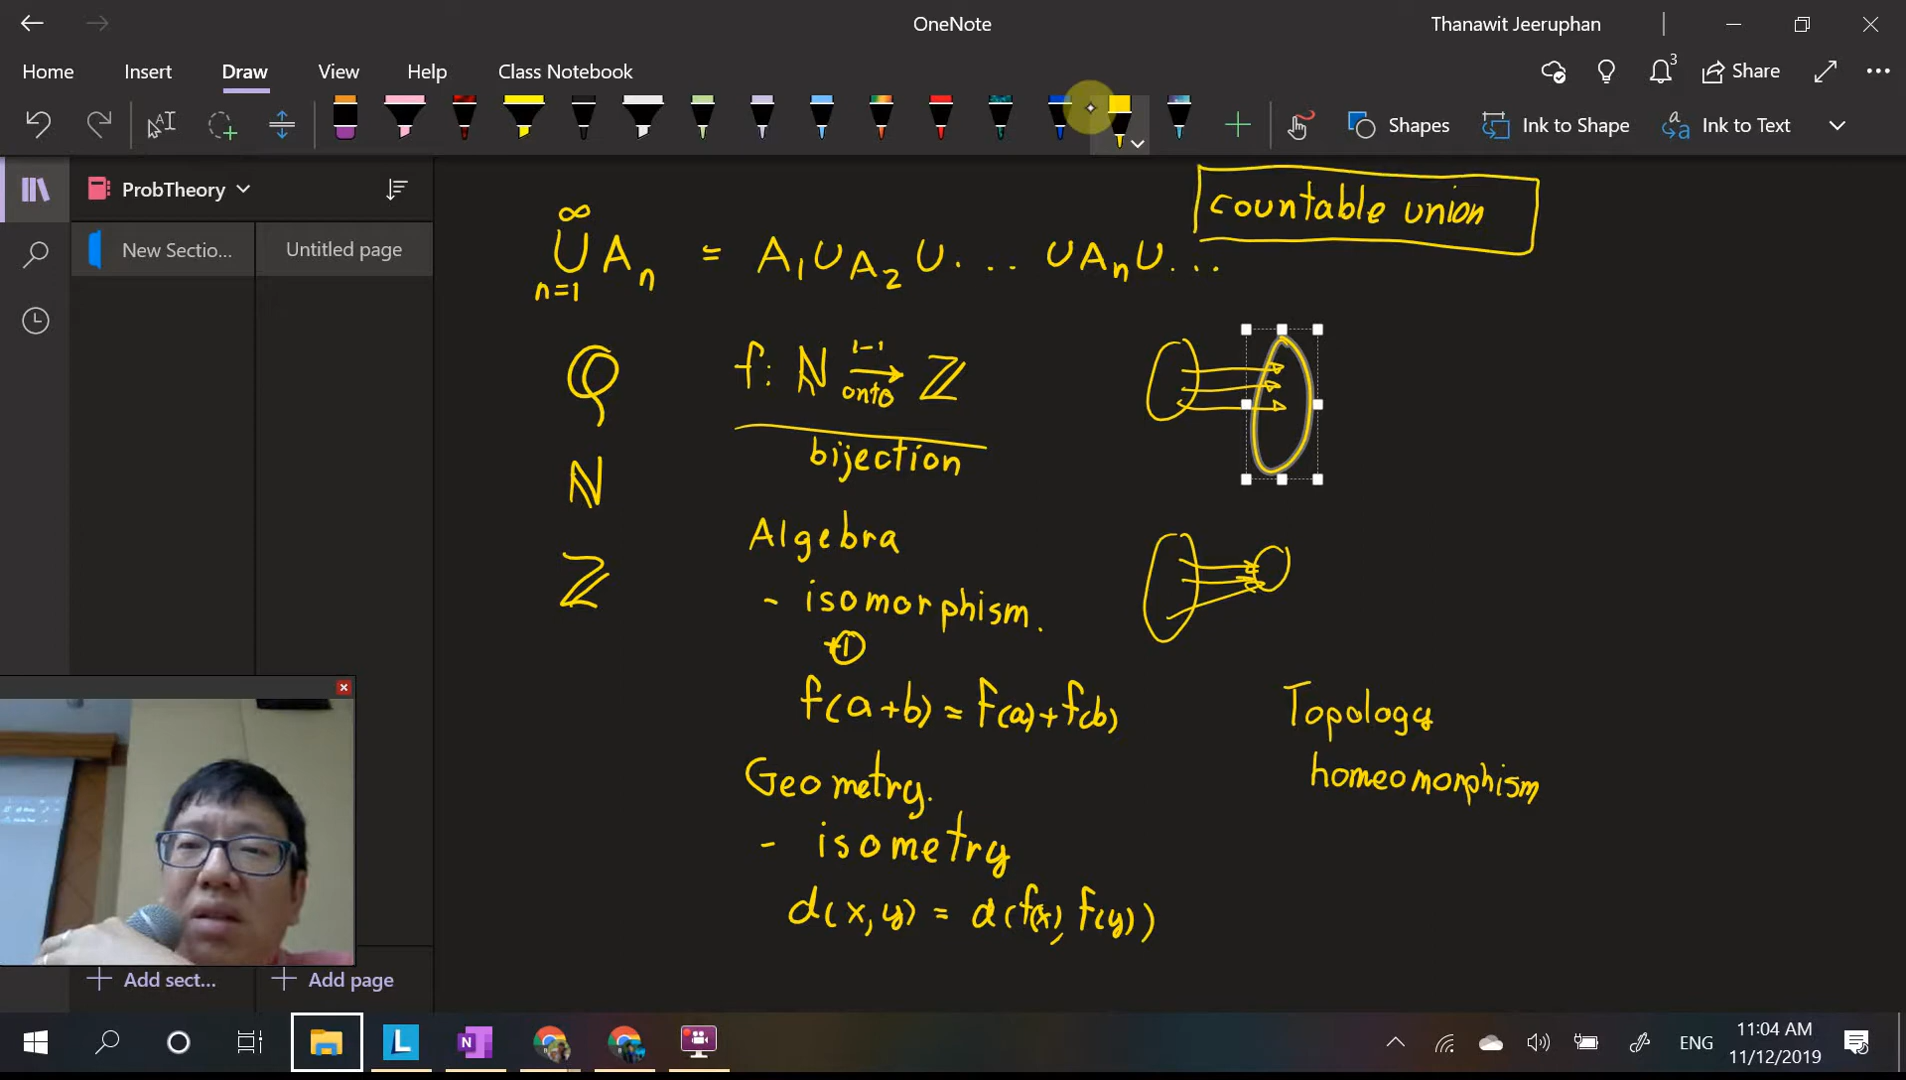 OneNote
Thanawit Jeeruphan
Home Insert Draw View Help Class Notebook
3
Share
Shapes
Ink to Shape
Ink to Text
ProbTheory
New Sectio...
Untitled page
countable union
∞
⋃ Aₙ = A₁ ∪ A₂ ∪ ... ∪ Aₙ ∪ ...
n=1
ℚ
f: ℕ 1-1 → onto ℤ
bijection
ℕ
Algebra
ℤ
- isomorphism.
+1
f(a+b) = f(a)+f(b)
Topology
homeomorphism
Geometry.
- isometry
d(x,y) = d(f(x), f(y))
Add sect...
Add page
L
N
ENG
11:04 AM
11/12/2019